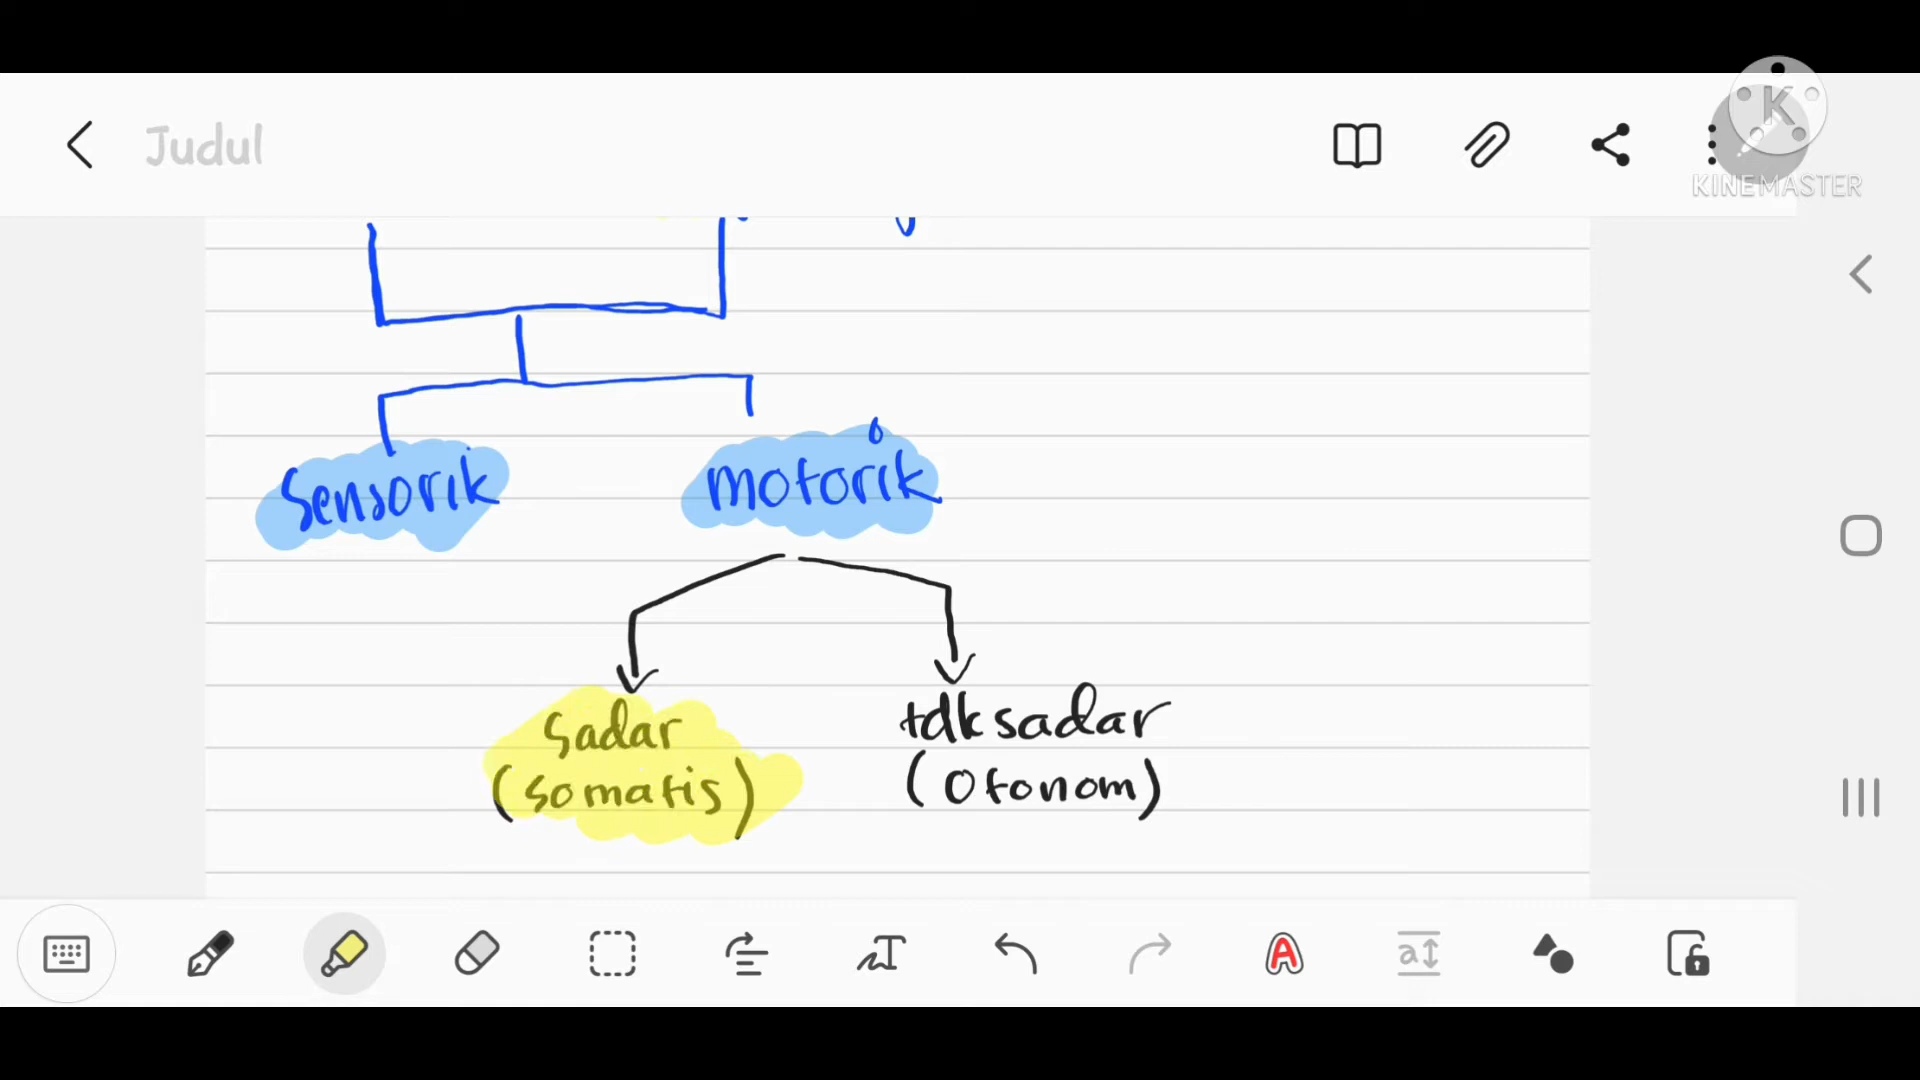 Judul
KINEMASTER
Sensorik
motorik
Sadar
(somatis)
tdk sadar
(otonom)